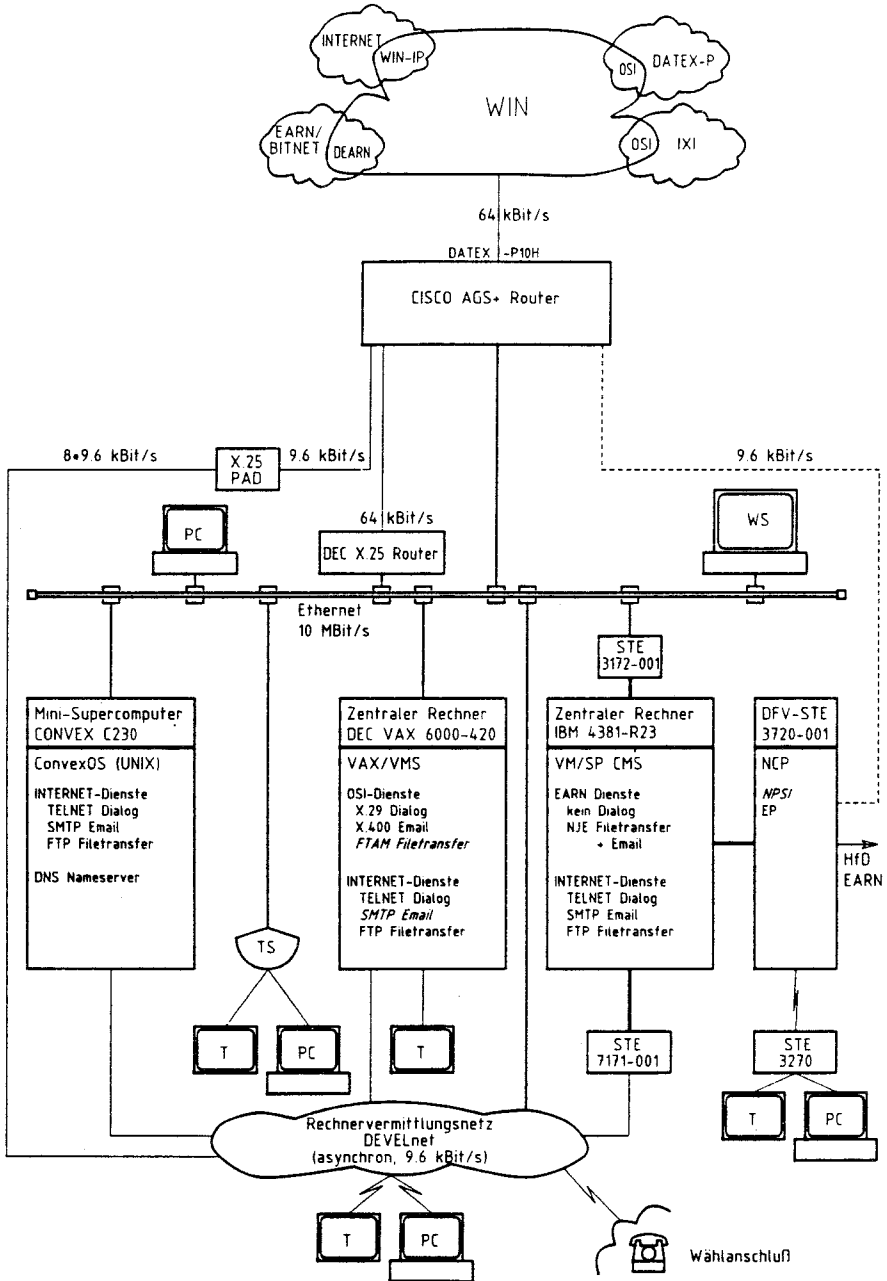 INTERNET
WIN-IP
OSI
DATEX-P
WIN
EARN/
BITNET
DEARN
OSI
IXI
64 kBit/s
DATEX -P10H
CISCO AGS+ Router
8•9.6 kBit/s
X.25
PAD
9.6 kBit/s
9.6 kBit/s
PC
64 kBit/s
DEC X.25 Router
WS
Ethernet
10 MBit/s
STE
3172-001
Mini-Supercomputer
CONVEX C230
ConvexOS (UNIX)
INTERNET-Dienste
TELNET Dialog
SMTP Email
FTP Filetransfer
DNS Nameserver
Zentraler Rechner
DEC VAX 6000-420
VAX/VMS
OSI-Dienste
X.29 Dialog
X.400 Email
FTAM Filetransfer
INTERNET-Dienste
TELNET Dialog
SMTP Email
FTP Filetransfer
Zentraler Rechner
IBM 4381-R23
VM/SP CMS
EARN Dienste
kein Dialog
NJE Filetransfer
+ Email
INTERNET-Dienste
TELNET Dialog
SMTP Email
FTP Filetransfer
DFV-STE
3720-001
NCP
NPSI
EP
HfD
EARN
TS
T
PC
T
STE
7171-001
STE
3270
T
PC
Rechnervermittlungsnetz
DEVELnet
(asynchron, 9.6 kBit/s)
T
PC
Wählanschluß